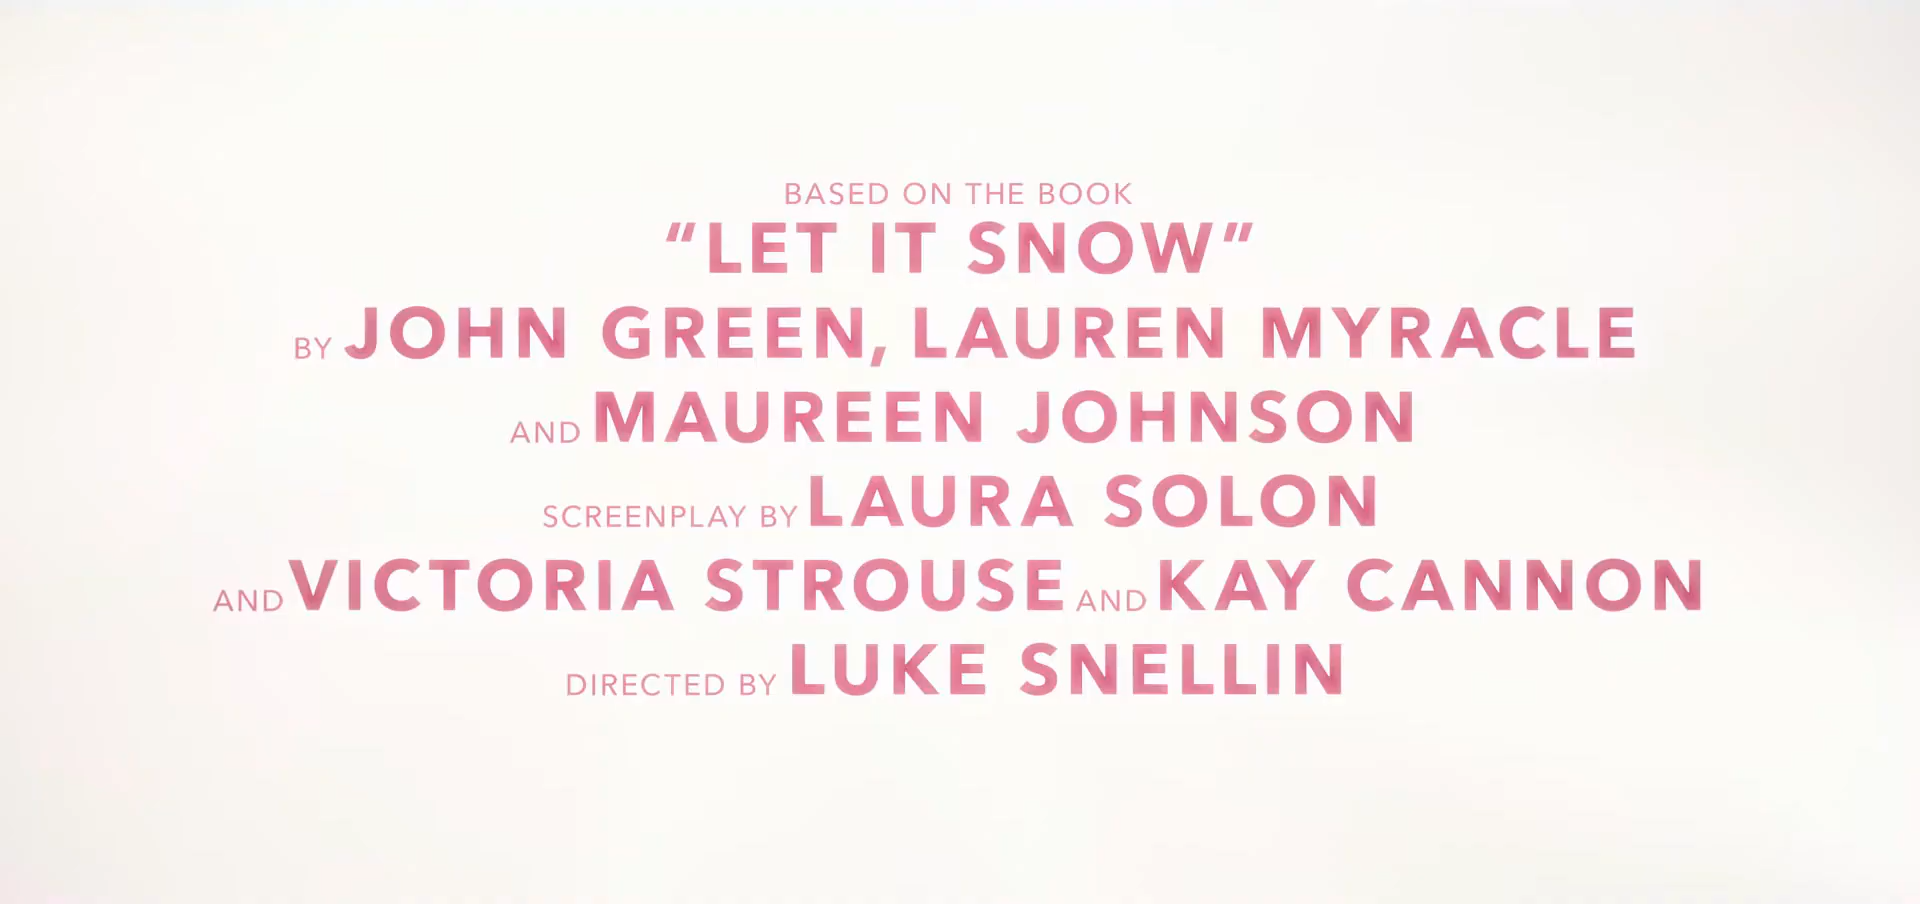 BASED ON THE BOOK
“LET IT SNOW”
BY JOHN GREEN, LAUREN MYRACLE
AND MAUREEN JOHNSON
SCREENPLAY BY LAURA SOLON
AND VICTORIA STROUSE AND KAY CANNON
DIRECTED BY LUKE SNELLIN